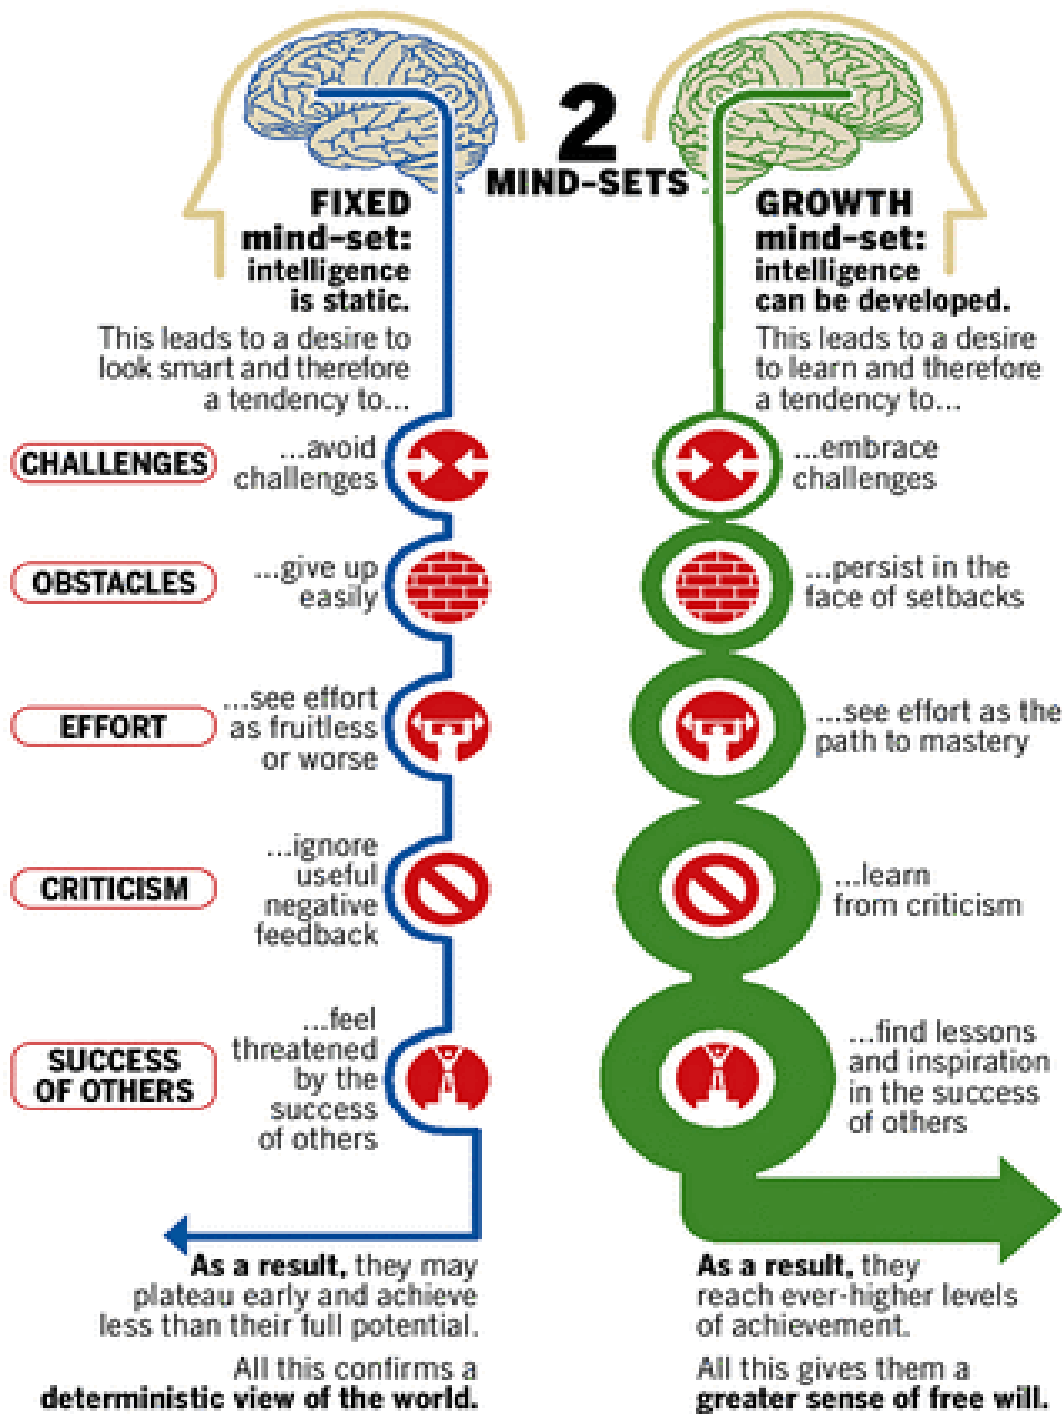 2
MIND-SETS
FIXED
mind-set:
intelligence
is static.
This leads to a desire to
look smart and therefore
a tendency to...
GROWTH
mind-set:
intelligence
can be developed.
This leads to a desire
to learn and therefore
a tendency to...
CHALLENGES
...avoid
challenges
...embrace
challenges
OBSTACLES
...give up
easily
...persist in the
face of setbacks
EFFORT
...see effort
as fruitless
or worse
...see effort as the
path to mastery
CRITICISM
...ignore
useful
negative
feedback
...learn
from criticism
SUCCESS
OF OTHERS
...feel
threatened
by the
success
of others
...find lessons
and inspiration
in the success
of others
As a result, they may
plateau early and achieve
less than their full potential.
All this confirms a
deterministic view of the world.
As a result, they
reach ever-higher levels
of achievement.
All this gives them a
greater sense of free will.